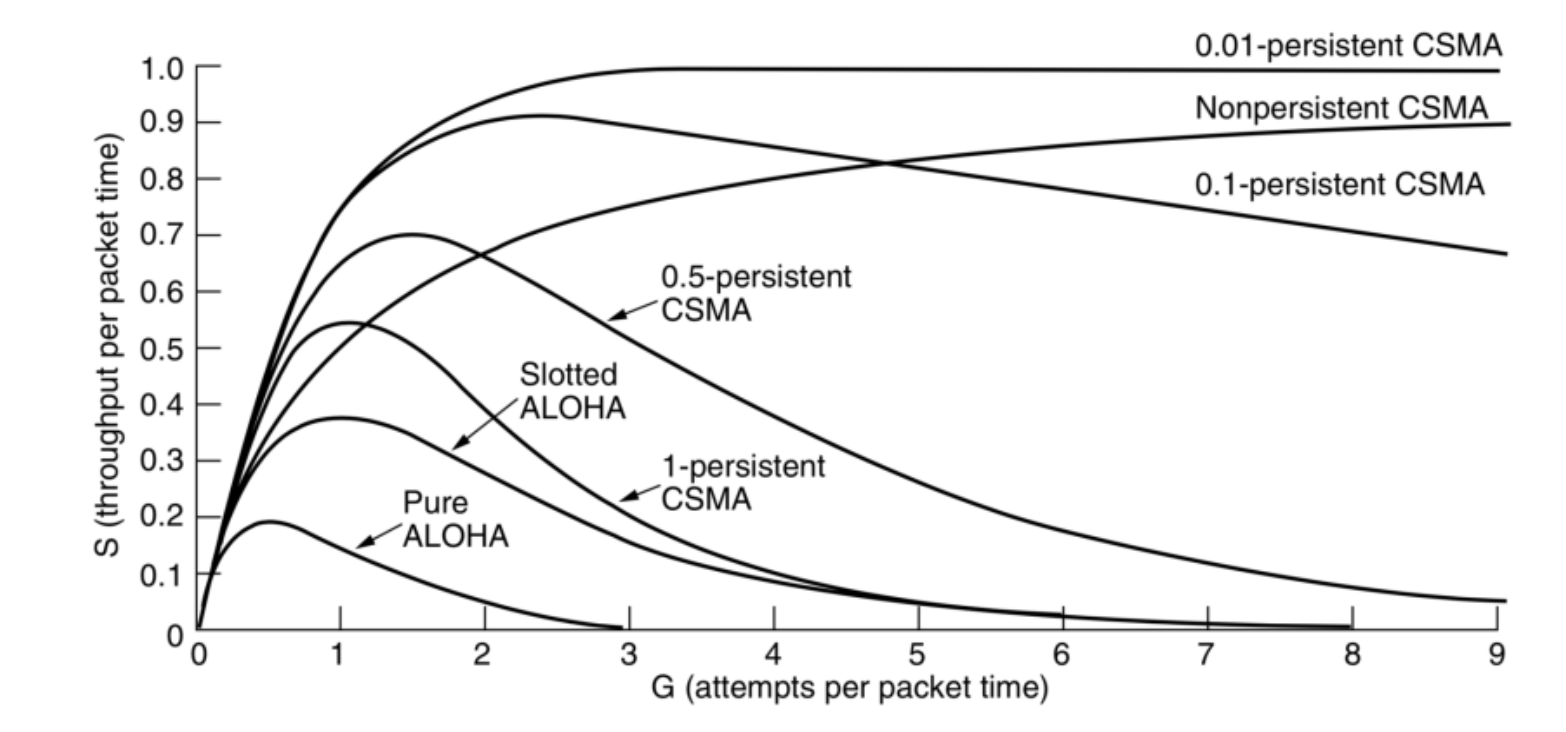 0.01-persistent CSMA
1.0
Nonpersistent CSMA
0.9
0.8
0.1-persistent CSMA
0.7
0.6
0.5-persistent
CSMA
0.5
Slotted
ALOHA
0.4
0.3
1-persistent
CSMA
Pure
ALOHA
0.2
0.1
0
S (throughput per packet time)
0 1 2 3 4 5 6 7 8 9
G (attempts per packet time)